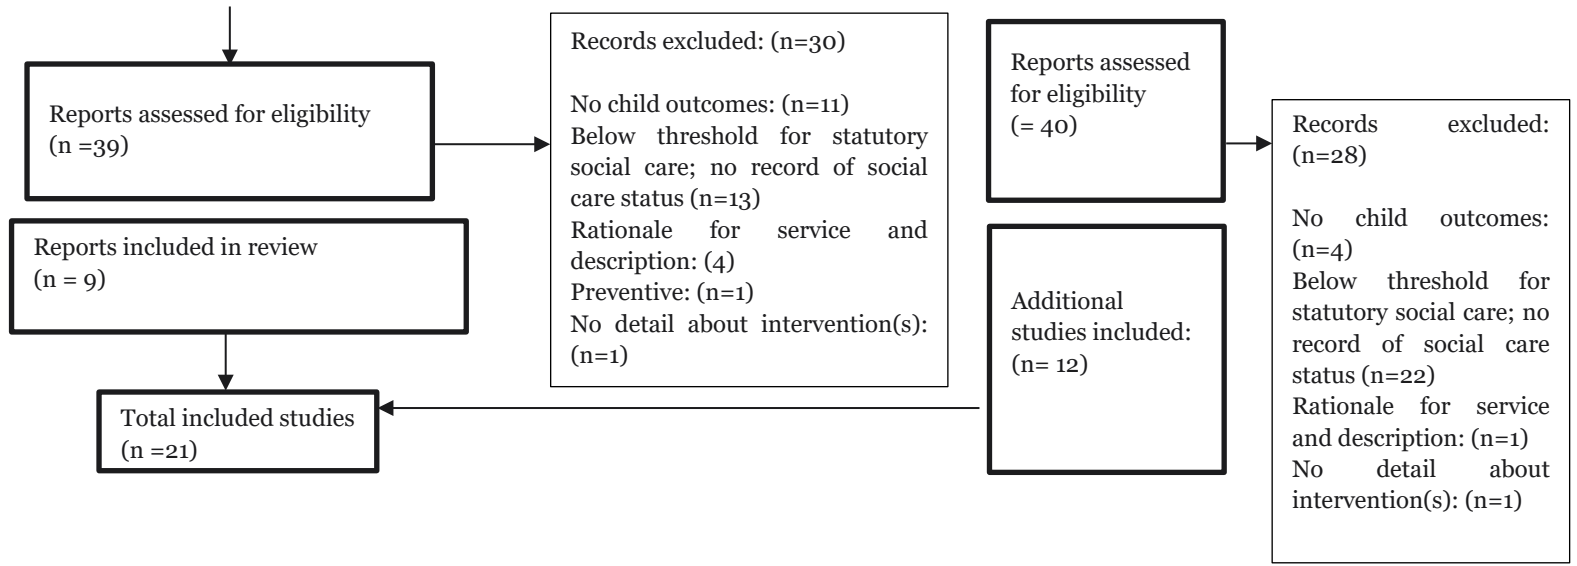 Reports assessed for eligibility
(n =39)
Reports included in review
(n = 9)
Total included studies
(n =21)
Records excluded: (n=30)
No child outcomes: (n=11)
Below threshold for statutory
social care; no record of social
care status (n=13)
Rationale for service and
description: (4)
Preventive: (n=1)
No detail about intervention(s):
(n=1)
Reports assessed
for eligibility
(= 40)
Additional
studies included:
(n= 12)
Records excluded:
(n=28)
No child outcomes:
(n=4)
Below threshold for
statutory social care; no
record of social care
status (n=22)
Rationale for service
and description: (n=1)
No detail about
intervention(s): (n=1)